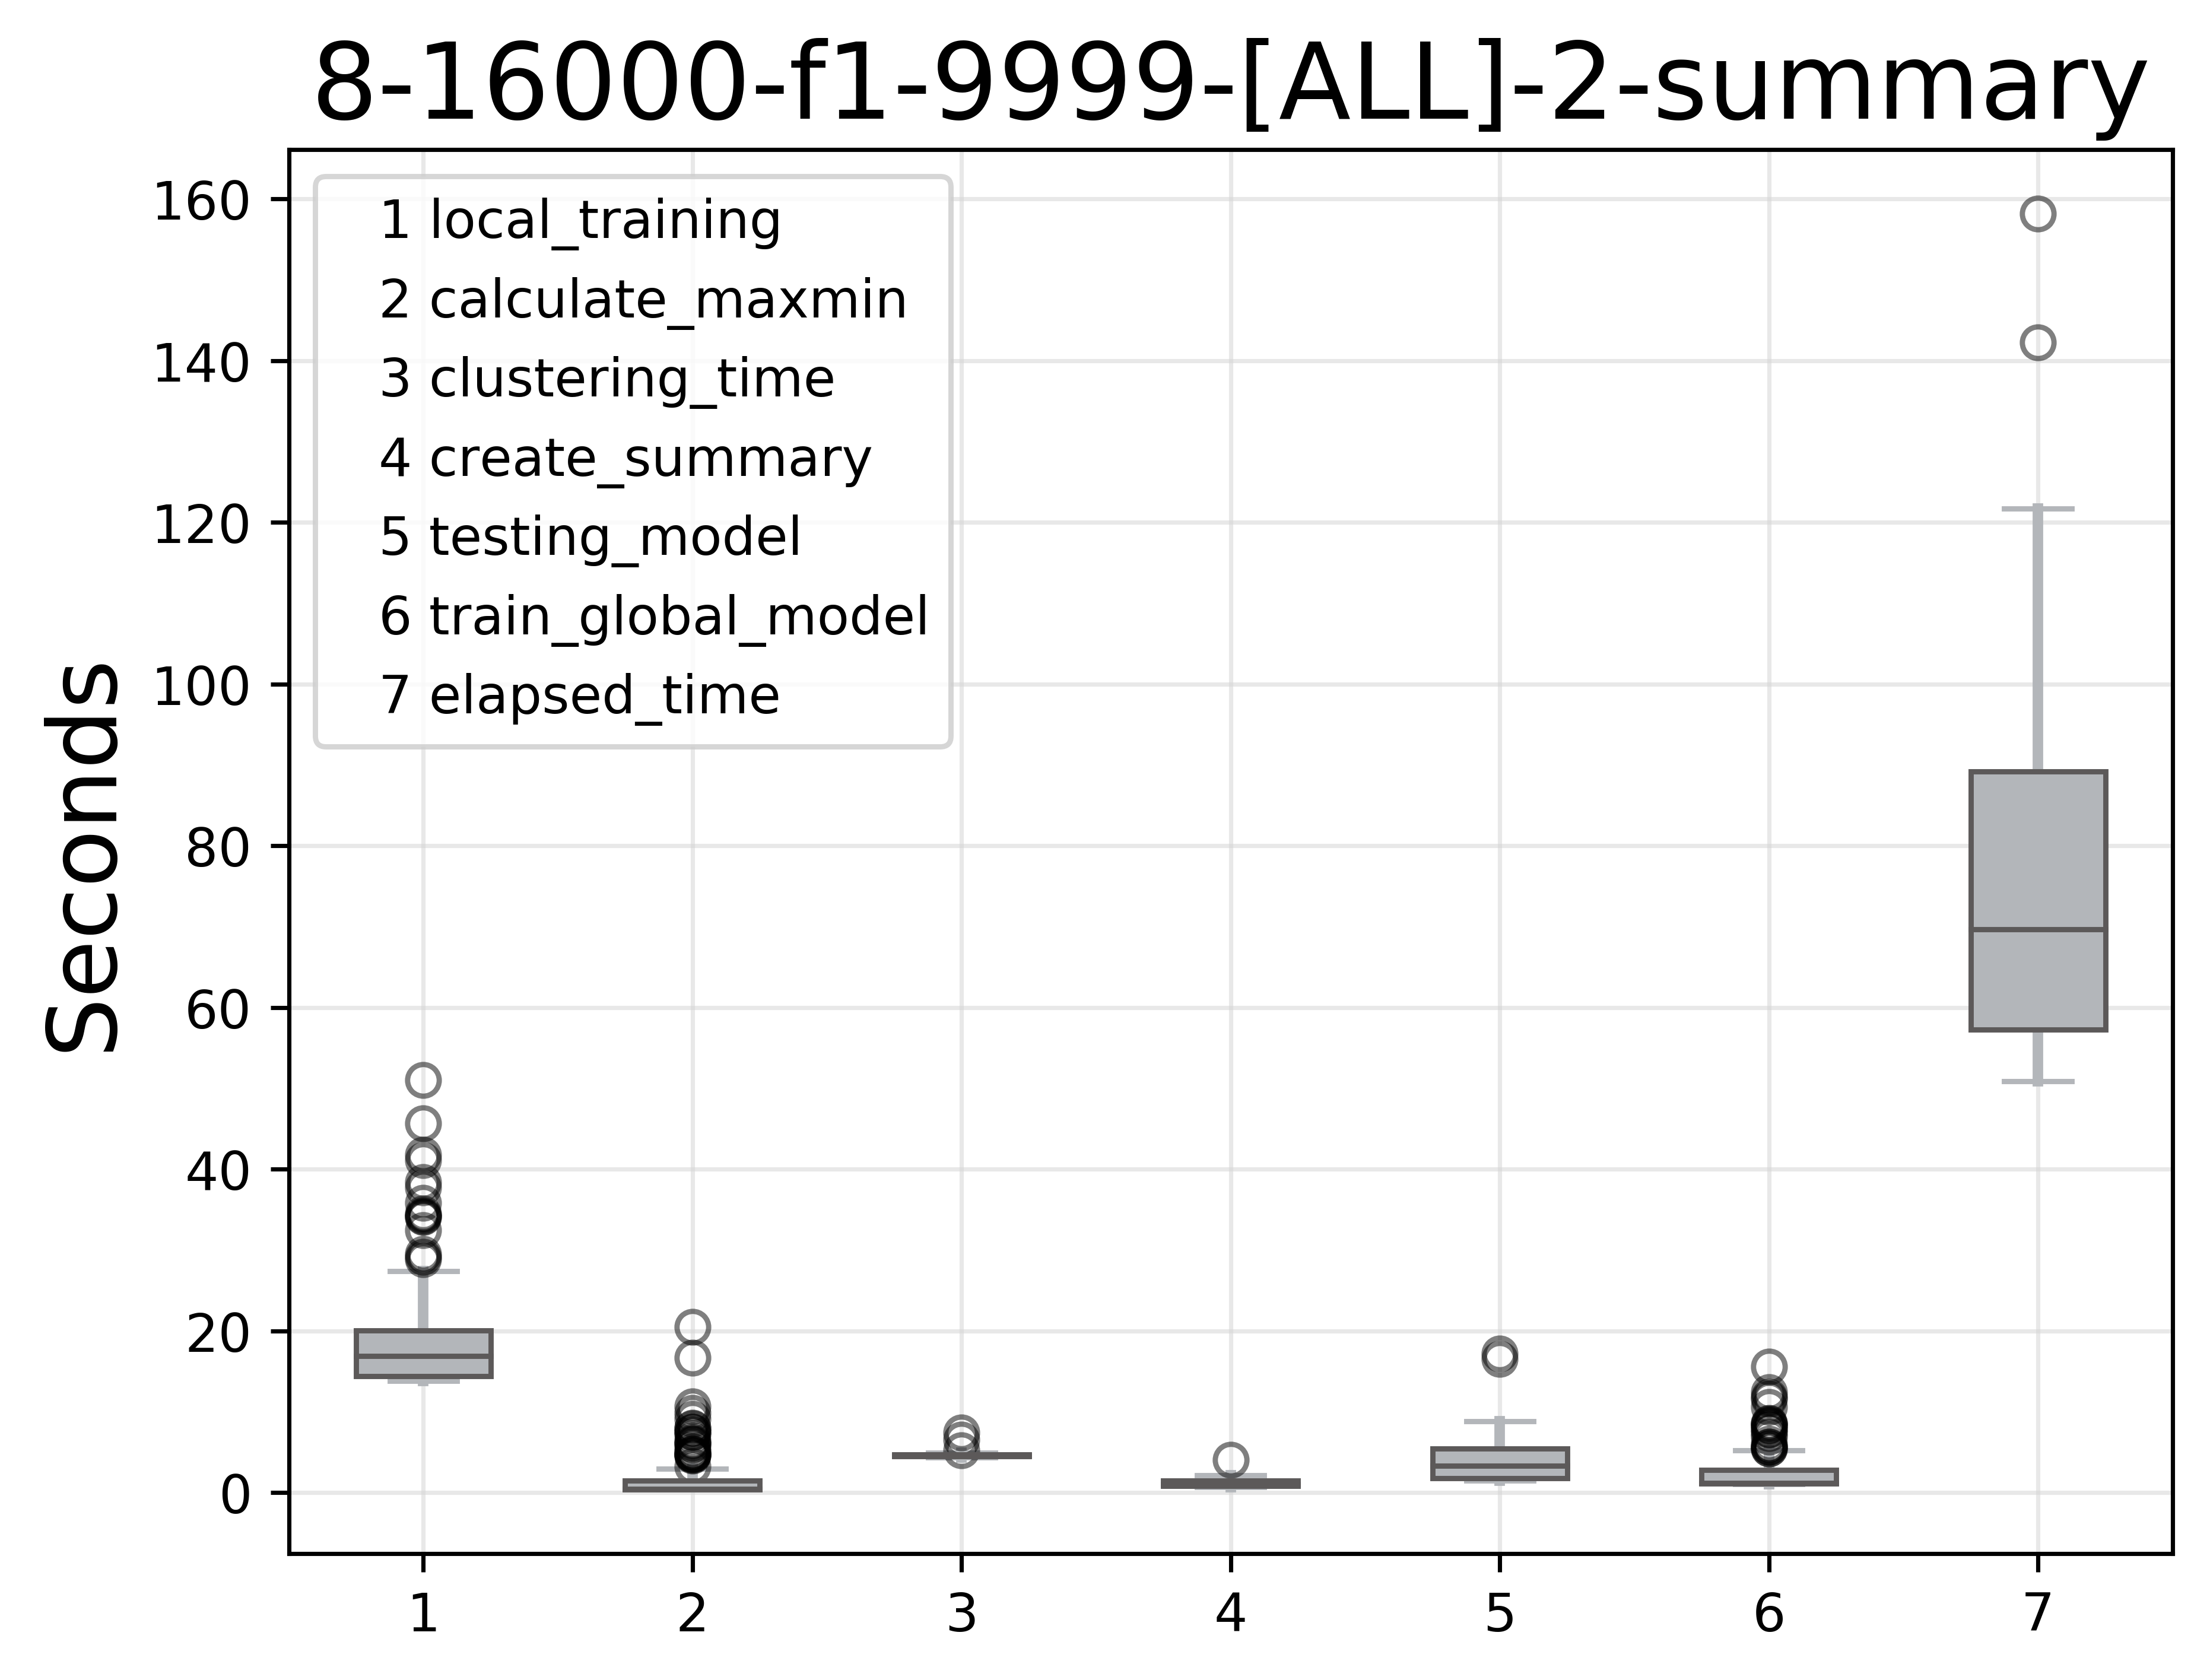 8-16000-f1-9999-[ALL]-2-summary
160
140
120
100
80
60
40
20
0
Seconds
1 local_training
2 calculate_maxmin
3 clustering_time
4 create_summary
5 testing_model
6 train_global_model
7 elapsed_time
1 2 3 4 5 6 7